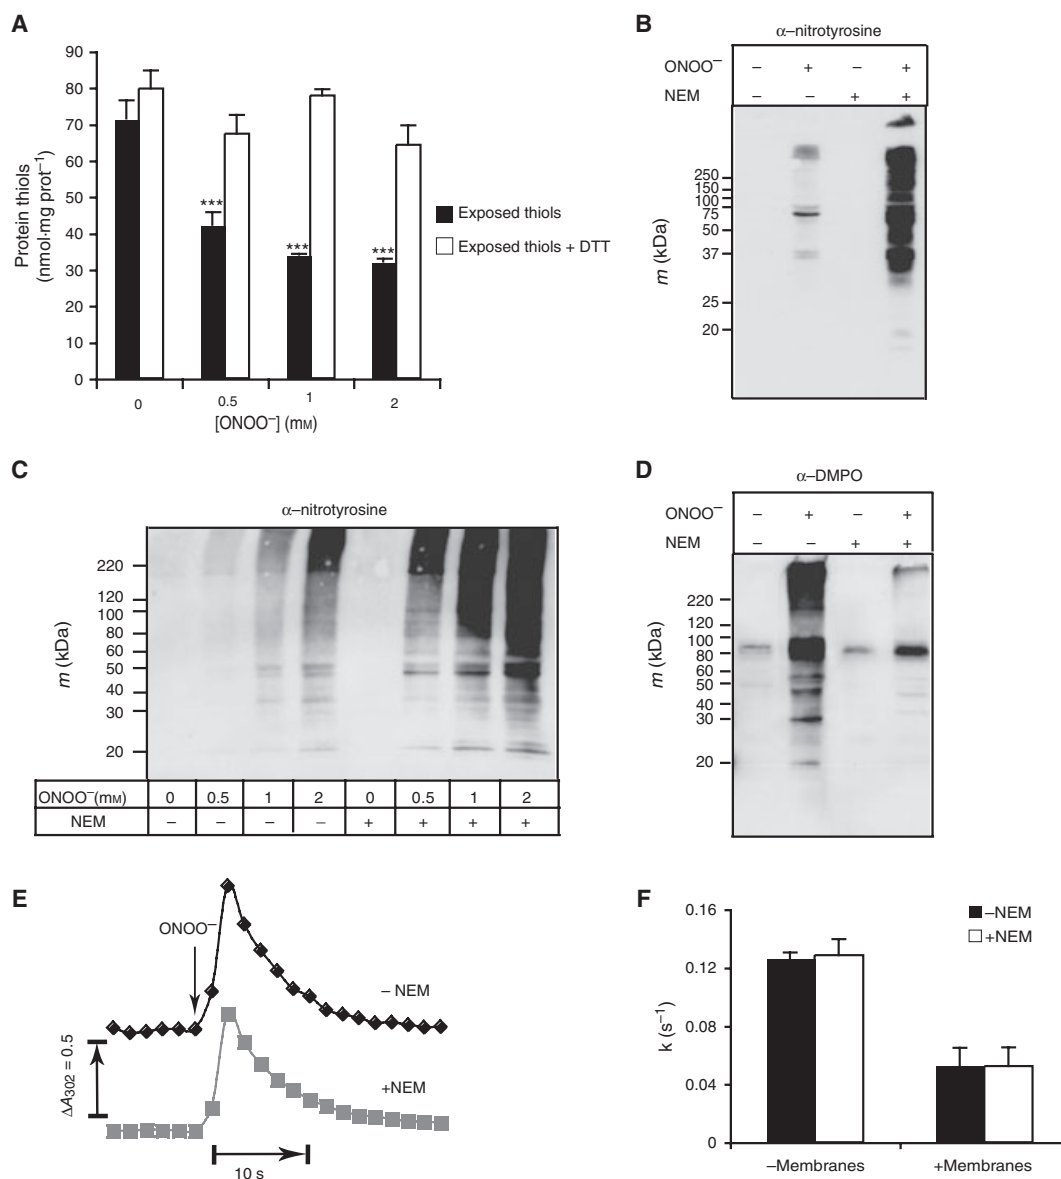 A
90
80
70
60
50
40
30
20
10
0
Protein thiols
(nmol·mg prot⁻¹)
***
***
***
0
0.5
1
2
[ONOO⁻] (mM)
Exposed thiols
Exposed thiols + DTT
B
α–nitrotyrosine
ONOO⁻ – + – +
NEM – – + +
250
150
100
75
50
37
25
20
m (kDa)
C
α–nitrotyrosine
220
120
100
80
60
50
40
30
20
m (kDa)
ONOO⁻(mM) 0 0.5 1 2 0 0.5 1 2
NEM – – – – + + + +
D
α–DMPO
ONOO⁻ – + – +
NEM – – + +
220
120
100
80
60
50
40
30
20
m (kDa)
E
ONOO⁻
– NEM
+NEM
ΔA302 = 0.5
10 s
F
0.16
0.12
0.08
0.04
0
k (s⁻¹)
–NEM
+NEM
–Membranes
+Membranes